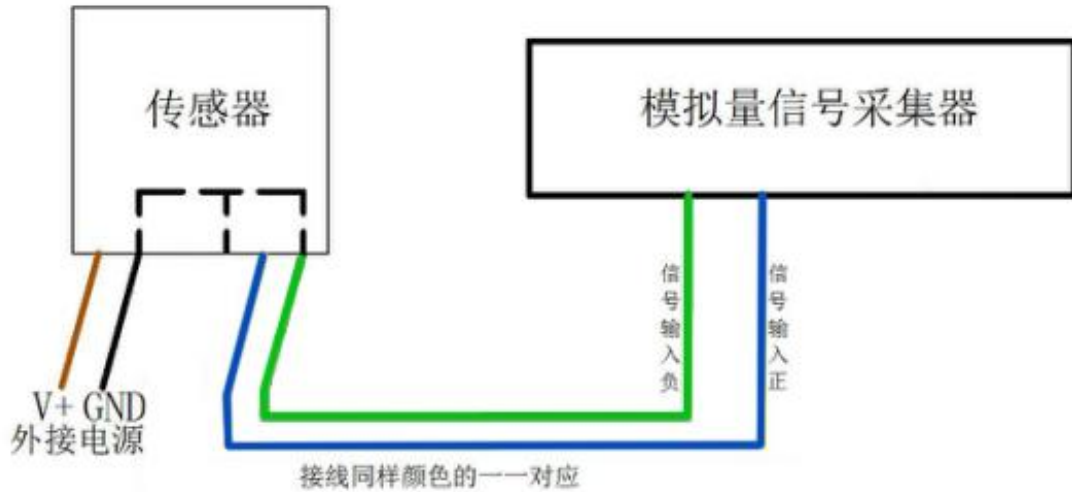 传感器
模拟量信号采集器
信号输入负
信号输入正
V+ GND
外接电源
接线同样颜色的一一对应